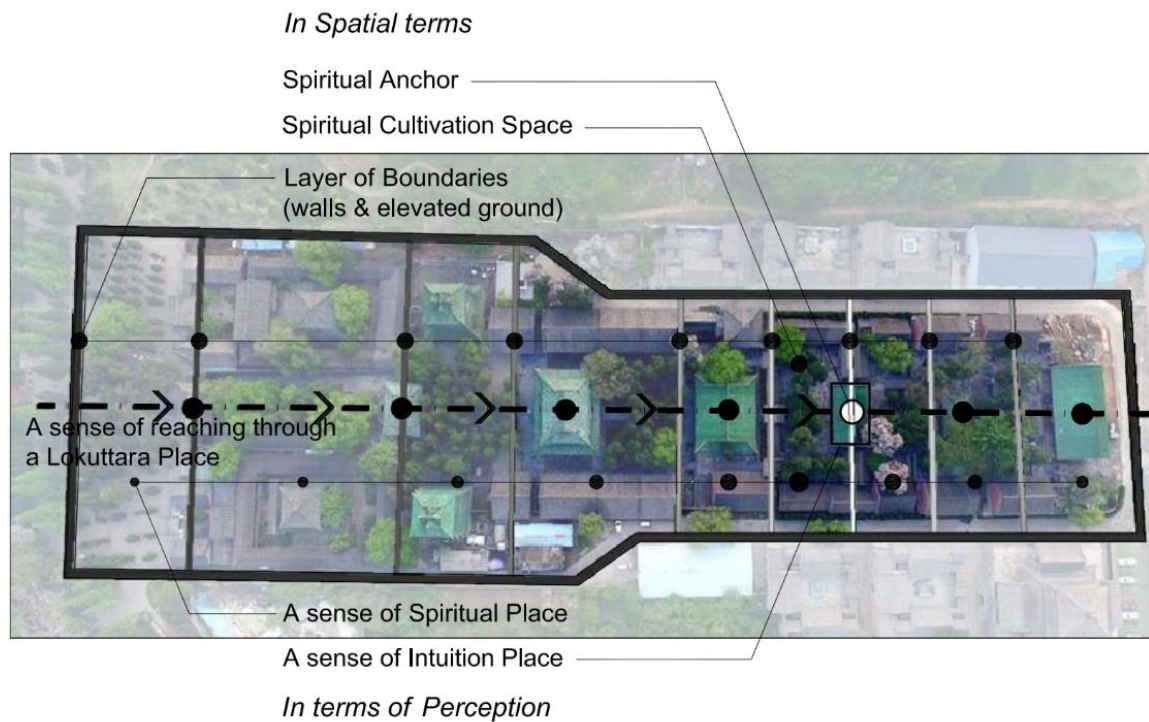 In Spatial terms
Spiritual Anchor
Spiritual Cultivation Space
Layer of Boundaries
(walls & elevated ground)
A sense of reaching through
a Lokuttara Place
A sense of Spiritual Place
A sense of Intuition Place
In terms of Perception